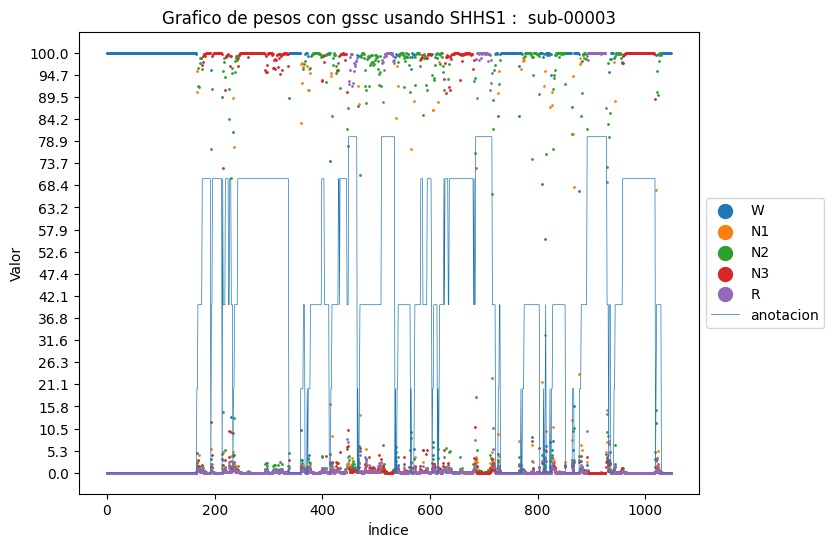 Grafico de pesos con gssc usando SHHS1 :  sub-00003
100.0
94.7
89.5
84.2
78.9
73.7
68.4
63.2
57.9
52.6
47.4
42.1
36.8
31.6
26.3
21.1
15.8
10.5
5.3
0.0
Valor
0 200 400 600 800 1000
Índice
W
N1
N2
N3
R
anotacion